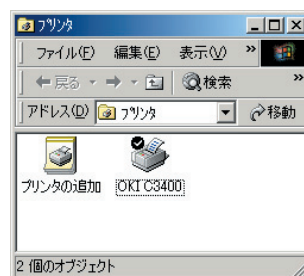 プリンタ
ファイル(F) 編集(E) 表示(V) »
戻る 検索 »
アドレス(D) プリンタ 移動
プリンタの追加 OKI C3400
2 個のオブジェクト